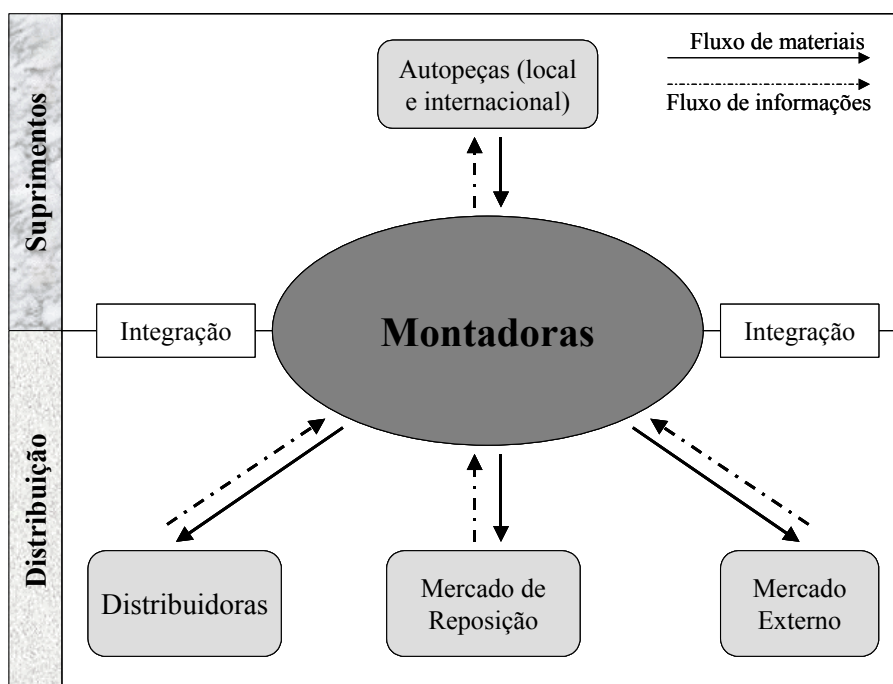 Fluxo de materiais
Fluxo de informações
Autopeças (local
e internacional)
Suprimentos
Integração
Montadoras
Integração
Distribuição
Distribuidoras
Mercado de
Reposição
Mercado
Externo